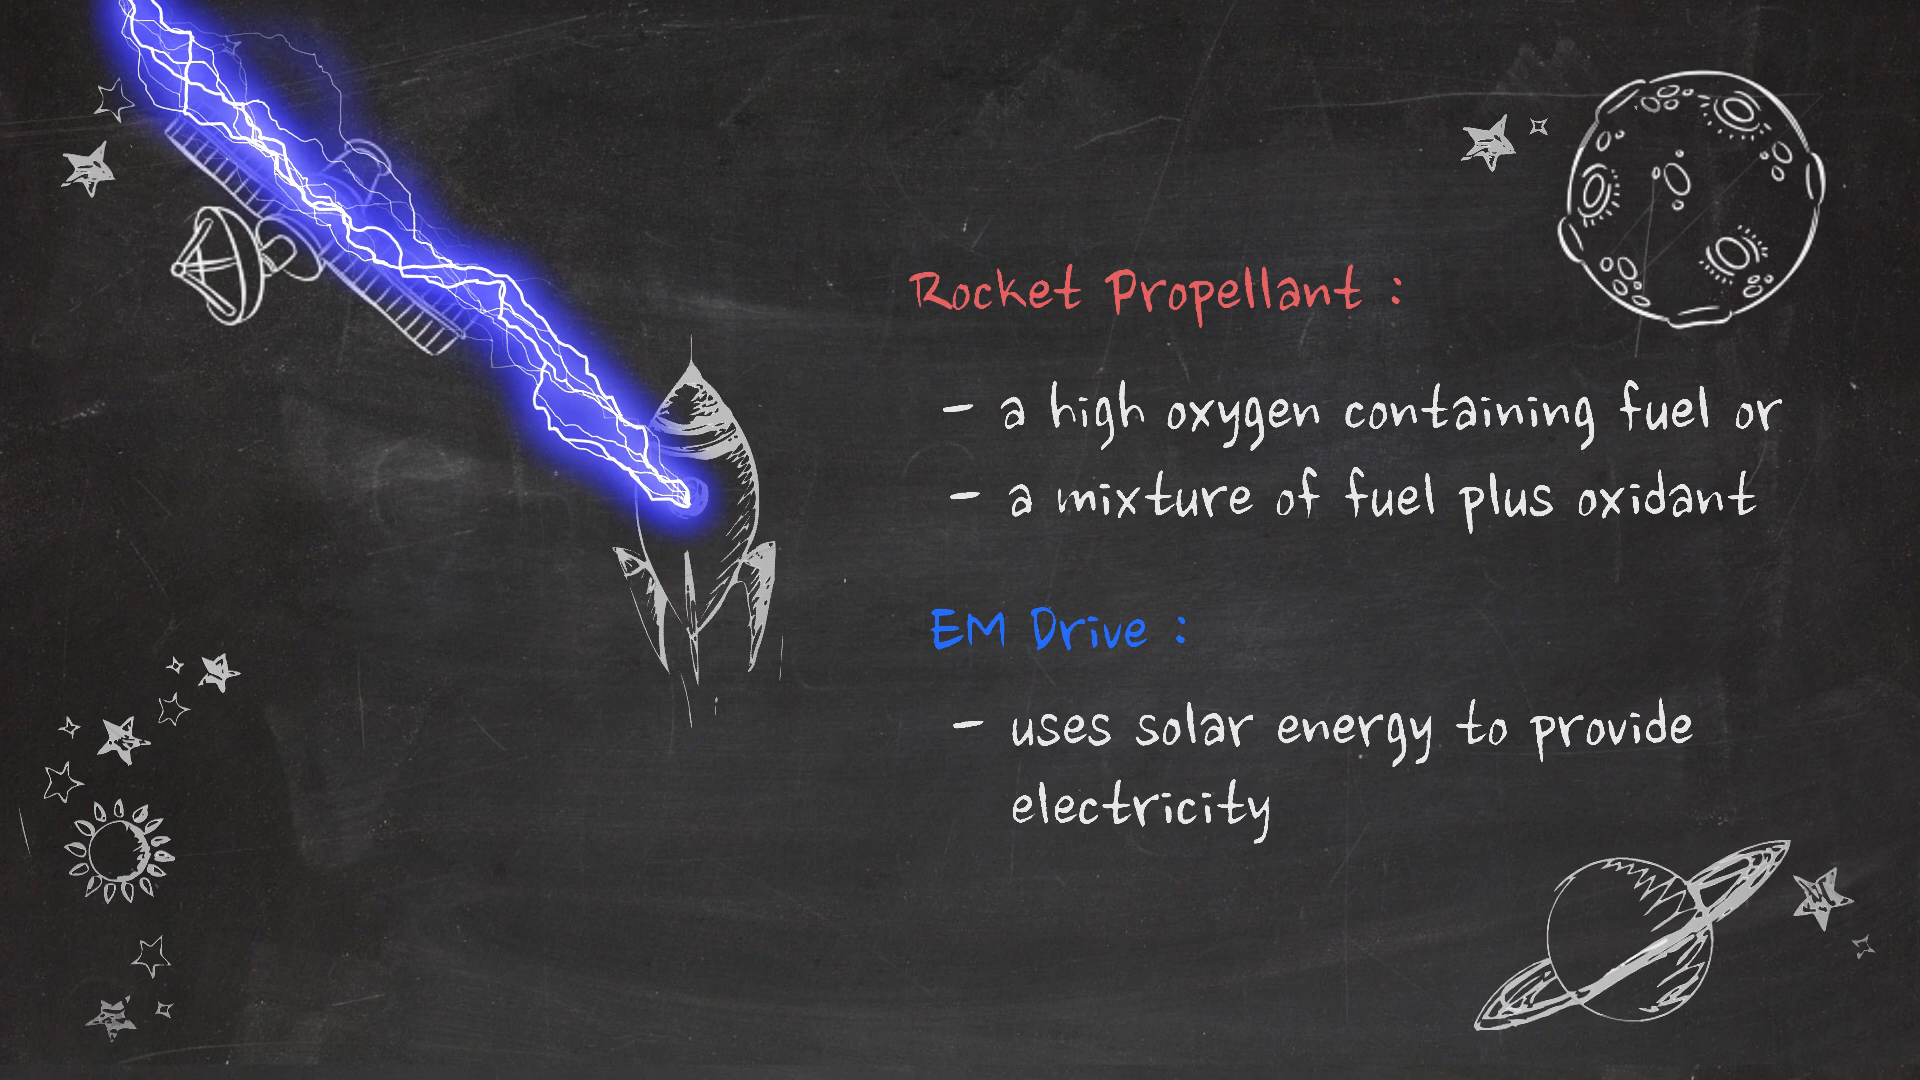 Rocket Propellant :
- a high oxygen containing fuel or
- a mixture of fuel plus oxidant
EM Drive :
- uses solar energy to provide
electricity